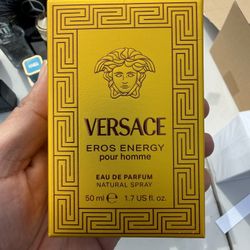 VERSACE
EROS ENERGY
pour homme
EAU DE PARFUM
NATURAL SPRAY
50 ml ℮ 1.7 US fl. oz.